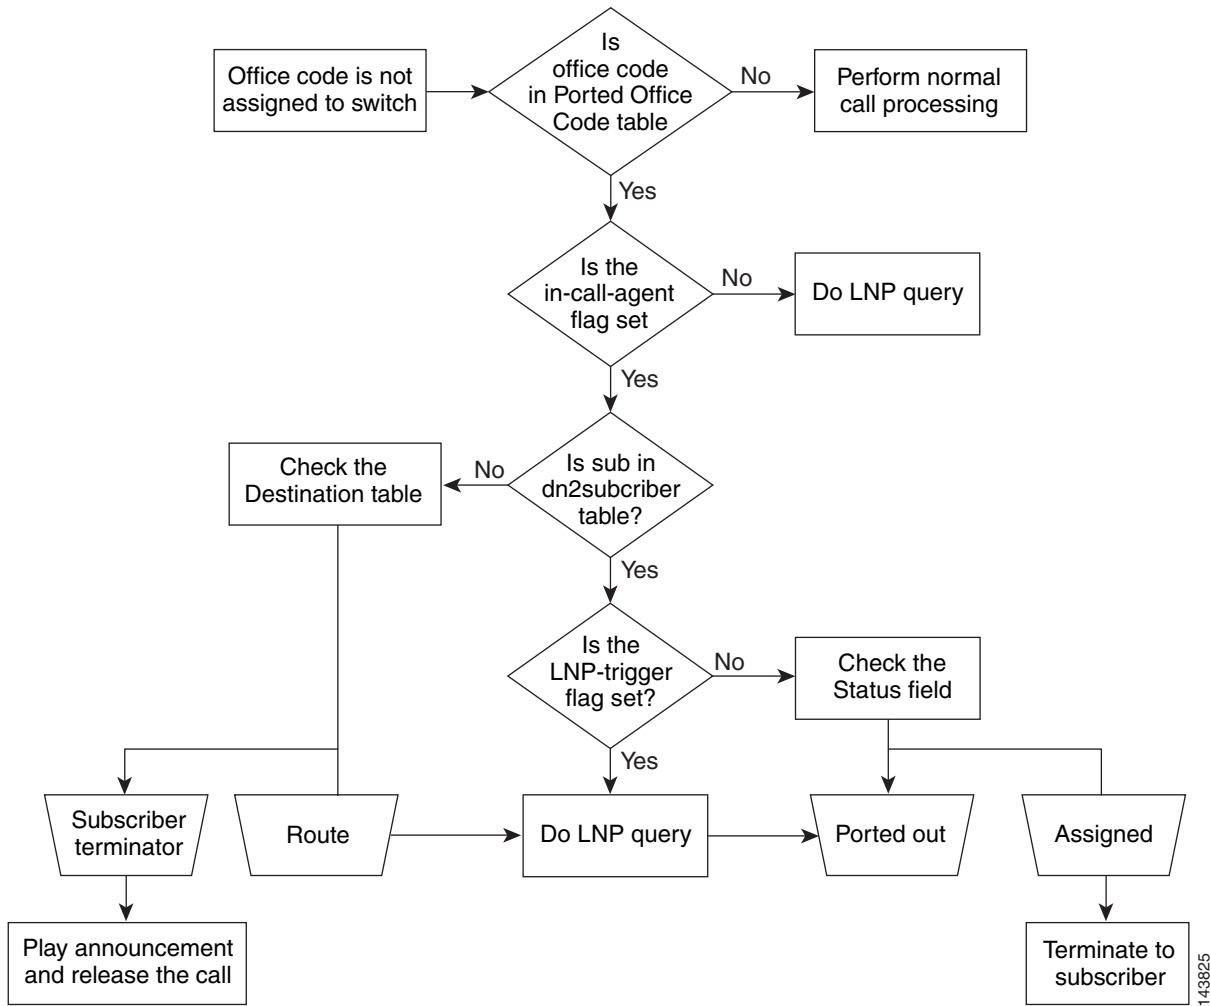 Office code is not
assigned to switch
Is
office code
in Ported Office
Code table
No
Perform normal
call processing
Yes
Is the
in-call-agent
flag set
No
Do LNP query
Yes
Check the
Destination table
No
Is sub in
dn2subcriber
table?
Yes
Is the
LNP-trigger
flag set?
No
Check the
Status field
Yes
Subscriber
terminator
Route
Do LNP query
Ported out
Assigned
Play announcement
and release the call
Terminate to
subscriber
143825